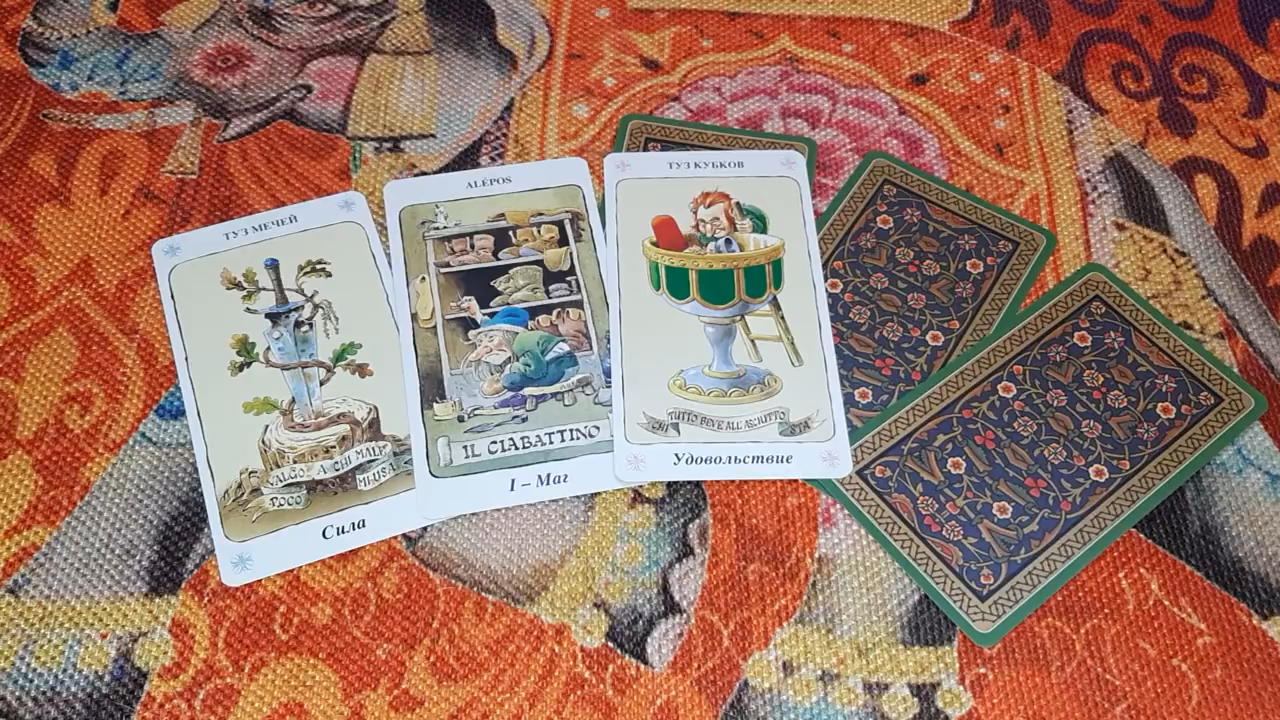 ТУЗ МЕЧЕЙ
VALGO A CHI MALE
POCO MI USA
Сила
ALÉPOS
IL CIABATTINO
I – Маг
ТУЗ КУБКОВ
CHI TUTTO BEVE ALL'ASCIUTTO STA
Удовольствие